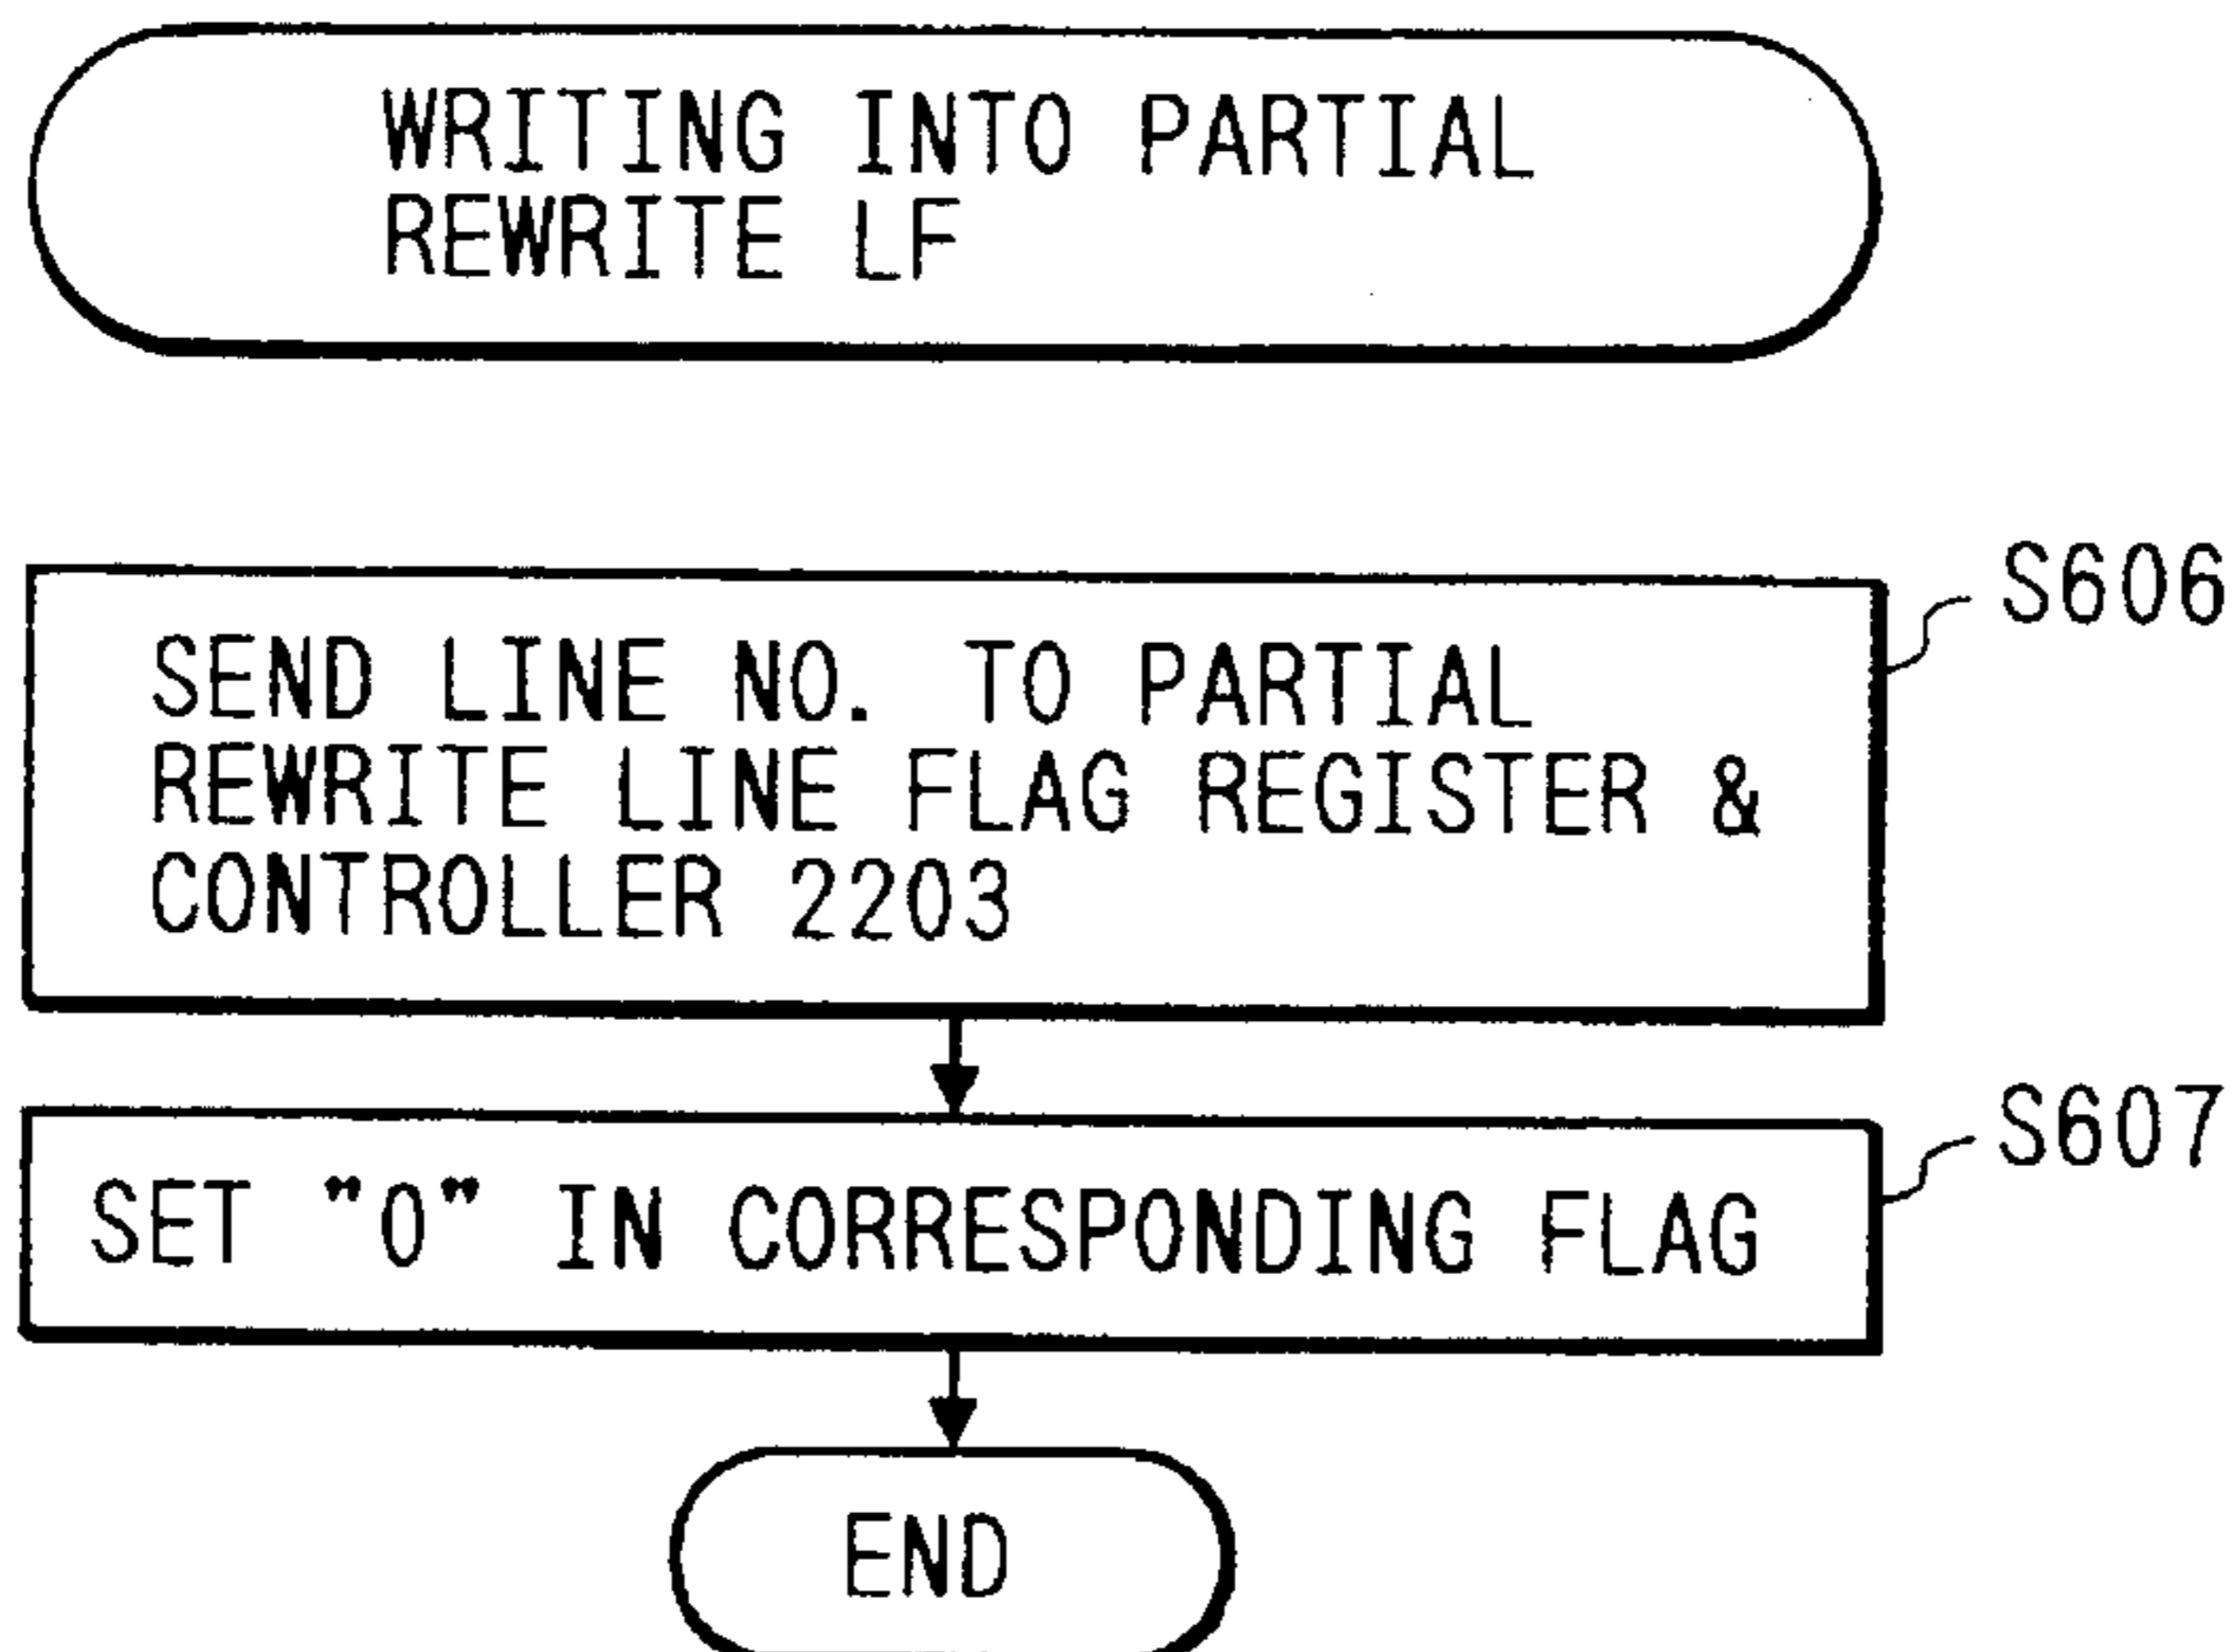 WRITING INTO PARTIAL
REWRITE LF
S606
SEND LINE NO. TO PARTIAL
REWRITE LINE FLAG REGISTER &
CONTROLLER 2203
S607
SET "0" IN CORRESPONDING FLAG
END